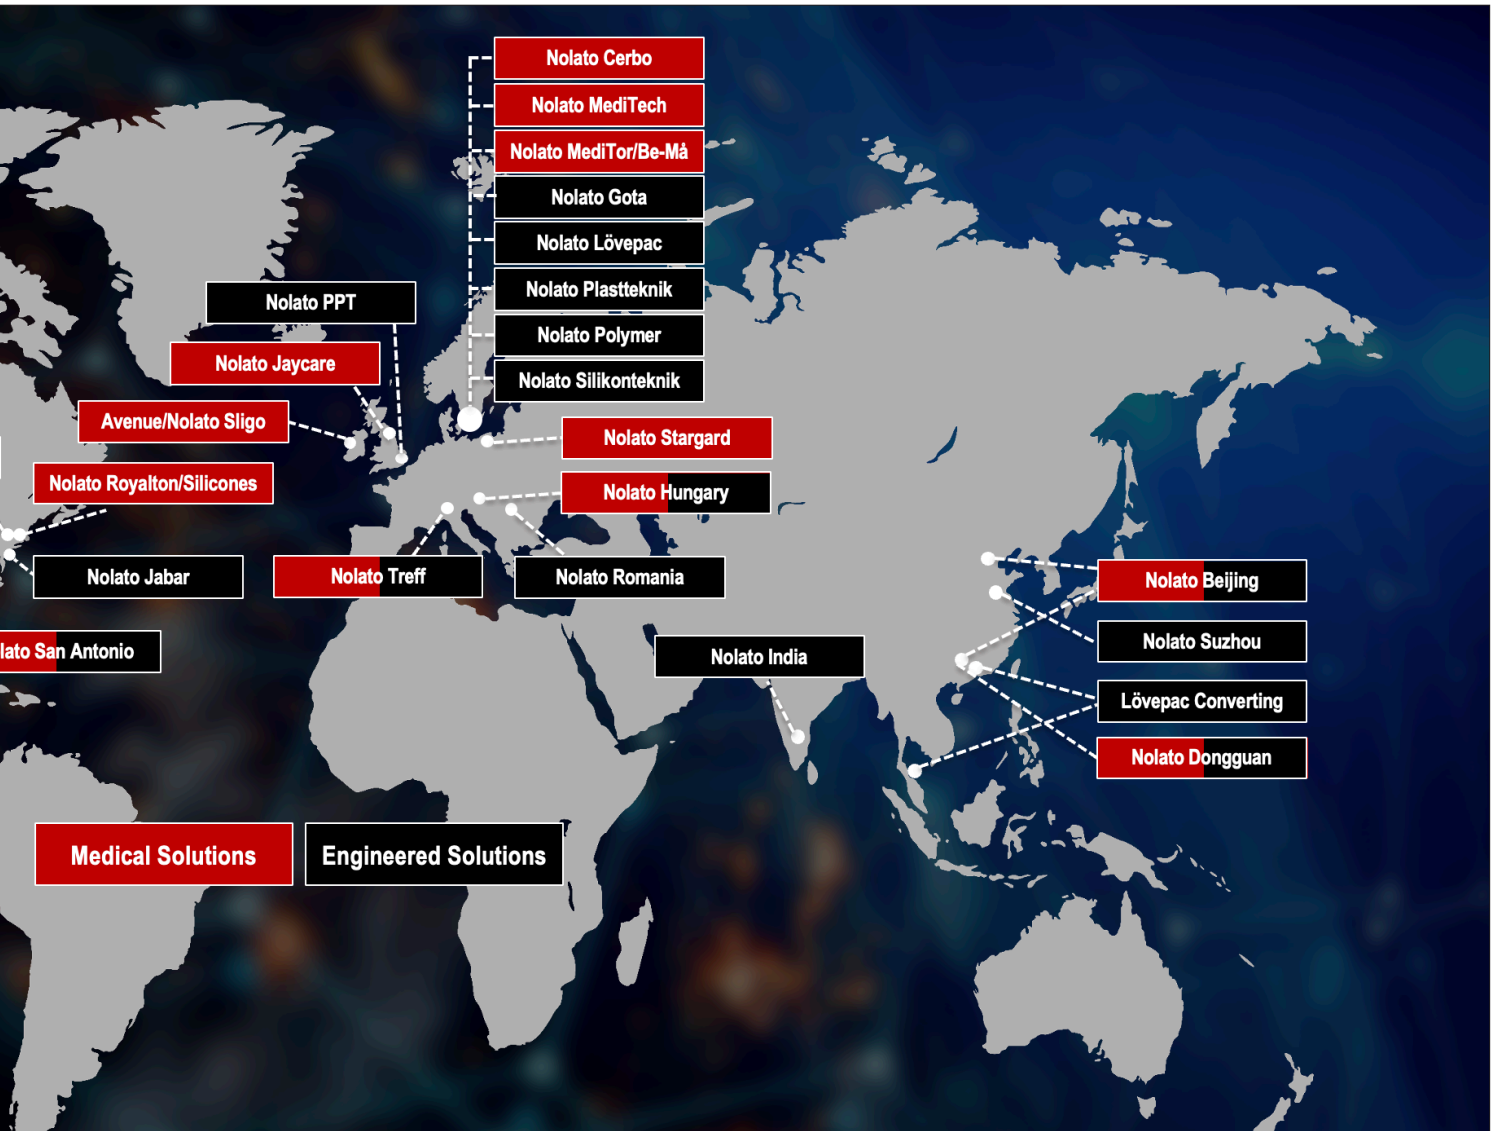 Nolato Cerbo
Nolato MediTech
Nolato MediTor/Be-Må
Nolato Gota
Nolato Lövepac
Nolato Plastteknik
Nolato Polymer
Nolato Silikonteknik
Nolato PPT
Nolato Jaycare
Avenue/Nolato Sligo
Nolato Royalton/Silicones
Nolato Stargard
Nolato Hungary
Nolato Jabar
Nolato Treff
Nolato Romania
Nolato Beijing
Nolato Suzhou
lato San Antonio
Nolato India
Lövepac Converting
Nolato Dongguan
Medical Solutions
Engineered Solutions